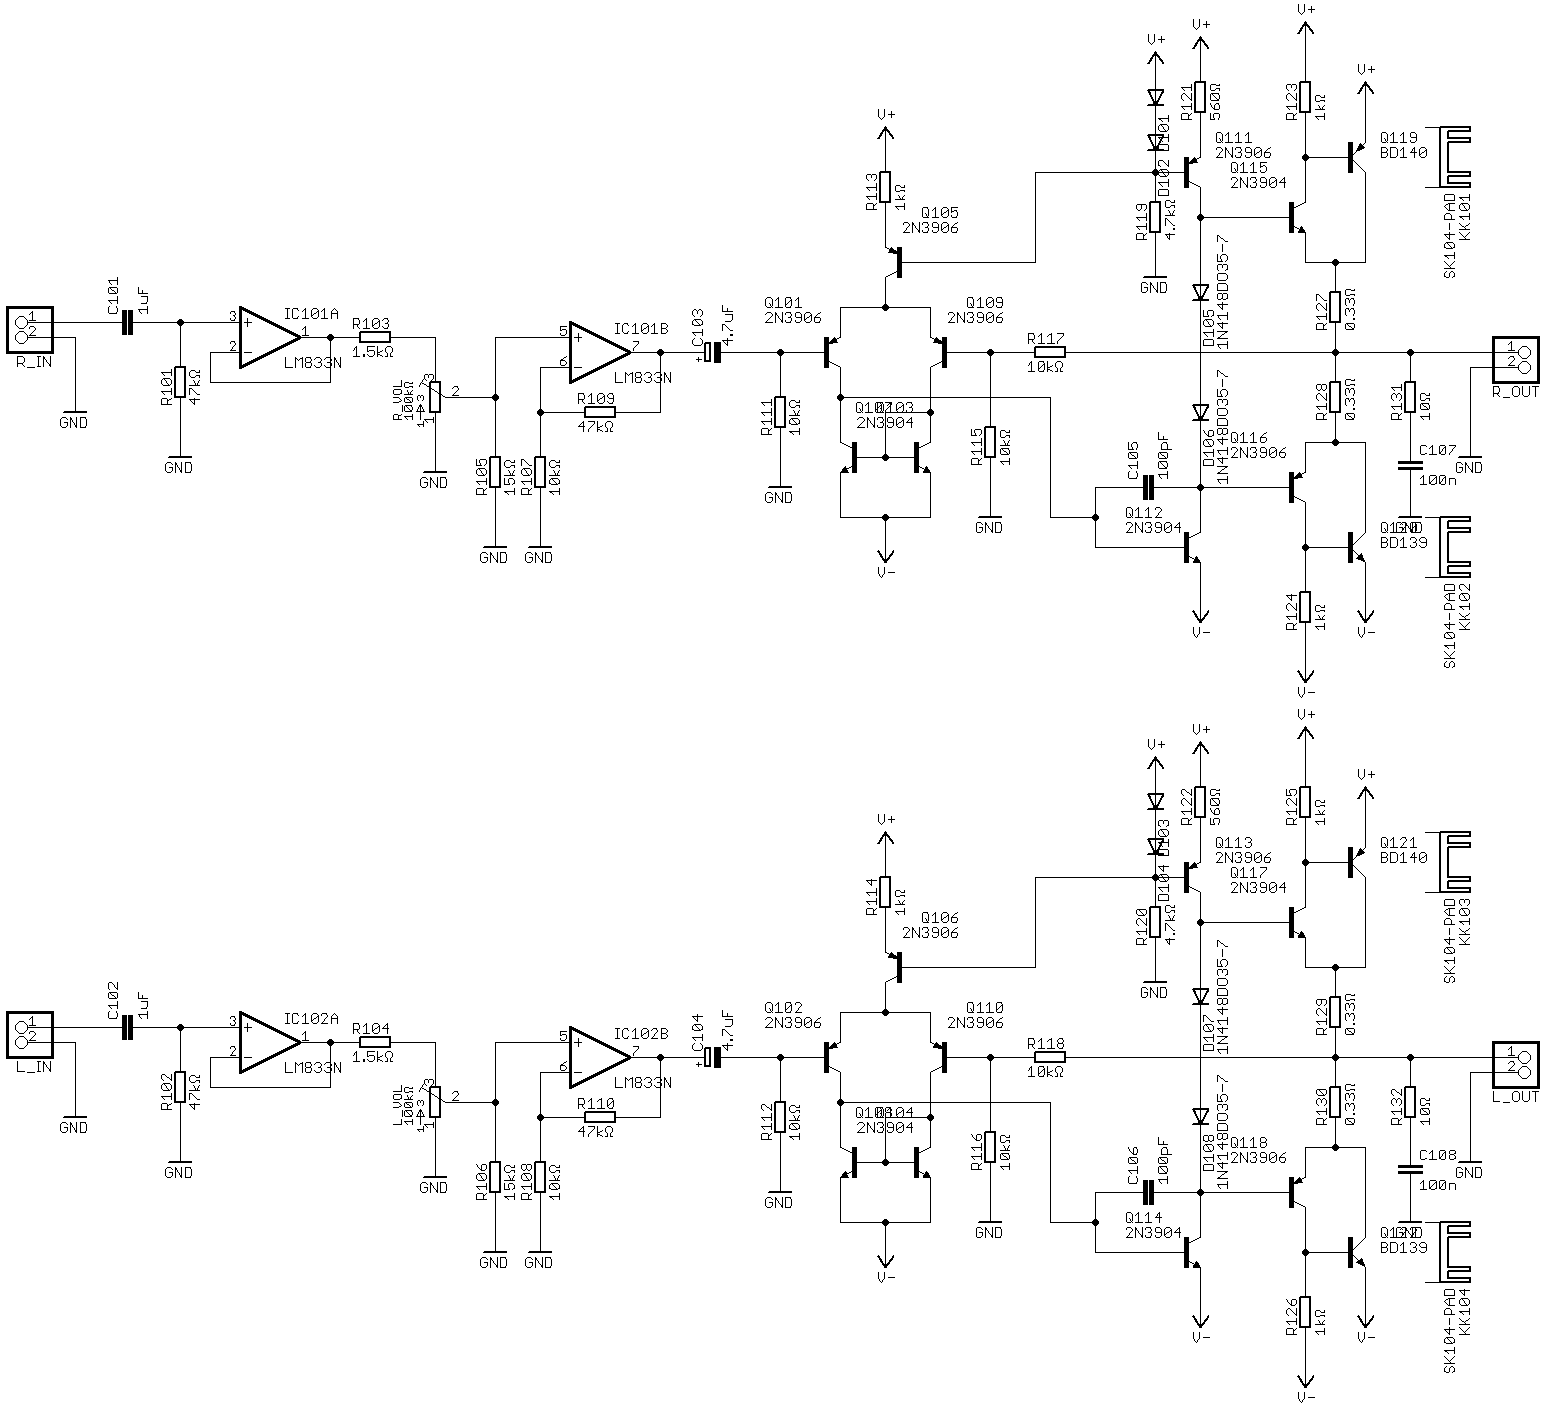 V+
V+
V+
V+
V+
R121
560Ω
R123
1kΩ
D101
D102
Q111
2N3906
Q115
2N3904
Q119
BD140
SK104-PAD
KK101
R113
1kΩ
Q105
2N3906
R119
4.7kΩ
GND
D105
1N4148DO35-7
R127
0.33Ω
C101
1uF
1
2
R_IN
GND
R101
47kΩ
GND
3
2
1
+
-
IC101A
LM833N
R103
1.5kΩ
R_VOL
100kΩ
3
2
1
GND
R105
15kΩ
GND
5
6
7
+
-
IC101B
LM833N
R109
47kΩ
R107
10kΩ
GND
C103
4.7uF
+
Q101
2N3906
Q109
2N3906
R111
10kΩ
GND
Q103
2N3904
V-
R117
10kΩ
R115
10kΩ
GND
C105
100pF
D106
1N4148DO35-7
Q112
2N3904
V-
Q116
2N3906
R128
0.33Ω
R131
10Ω
C107
100n
GND
1
2
R_OUT
GND
BD139
R124
1kΩ
V-
V-
SK104-PAD
KK102
V+
V+
V+
V+
V+
R122
560Ω
R125
1kΩ
D103
D104
Q113
2N3906
Q117
2N3904
Q121
BD140
SK104-PAD
KK103
R114
1kΩ
Q106
2N3906
R120
4.7kΩ
GND
D107
1N4148DO35-7
R129
0.33Ω
C102
1uF
1
2
L_IN
GND
R102
47kΩ
GND
3
2
1
+
-
IC102A
LM833N
R104
1.5kΩ
L_VOL
100kΩ
3
2
1
GND
R106
15kΩ
GND
5
6
7
+
-
IC102B
LM833N
R110
47kΩ
R108
10kΩ
GND
C104
4.7uF
+
Q102
2N3906
Q110
2N3906
R112
10kΩ
GND
Q104
2N3904
V-
R118
10kΩ
R116
10kΩ
GND
C106
100pF
D108
1N4148DO35-7
Q114
2N3904
V-
Q118
2N3906
R130
0.33Ω
R132
10Ω
C108
100n
GND
1
2
L_OUT
GND
BD139
R126
1kΩ
V-
V-
SK104-PAD
KK104